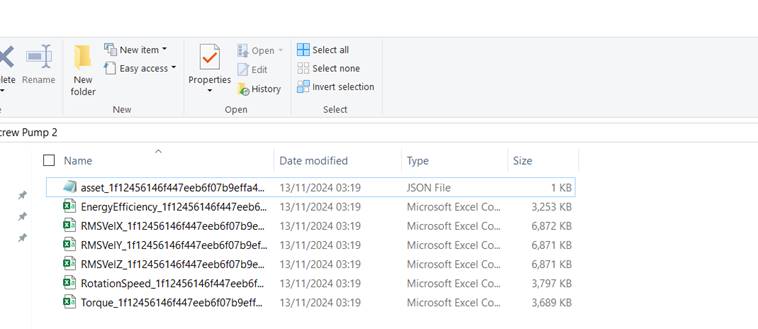 New item
Open
Select all
Easy access
Edit
Select none
RENAME
New
folder
Properties
History
Invert selection
New
Open
Select
crew Pump 2
Name Date modified Type Size
asset_1f12456146f447eeb6f07b9effa4... 13/11/2024 03:19 JSON File 1 KB
EnergyEfficiency_1f12456146f447eeb6... 13/11/2024 03:19 Microsoft Excel Co... 3,253 KB
RMSVelX_1f12456146f447eeb6f07b9e... 13/11/2024 03:19 Microsoft Excel Co... 6,872 KB
RMSVelY_1f12456146f447eeb6f07b9ef... 13/11/2024 03:19 Microsoft Excel Co... 6,871 KB
RMSVelZ_1f12456146f447eeb6f07b9e... 13/11/2024 03:19 Microsoft Excel Co... 6,871 KB
RotationSpeed_1f12456146f447eeb6f... 13/11/2024 03:19 Microsoft Excel Co... 3,797 KB
Torque_1f12456146f447eeb6f07b9eff... 13/11/2024 03:19 Microsoft Excel Co... 3,689 KB